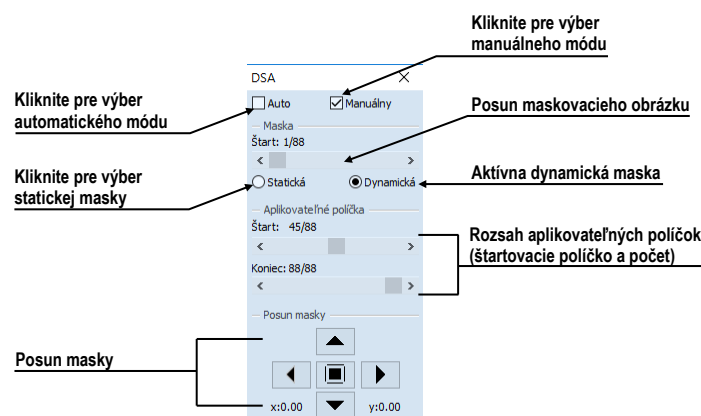 Kliknite pre výber
manuálneho módu
DSA
Kliknite pre výber
automatického módu
Auto
Manuálny
Posun maskovacieho obrázku
Maska
Štart: 1/88
Kliknite pre výber
statickej masky
Statická
Dynamická
Aktívna dynamická maska
Aplikovateľné políčka
Štart: 45/88
Rozsah aplikovateľných políčok
(štartovacie políčko a počet)
Koniec: 88/88
Posun masky
Posun masky
x:0.00
y:0.00